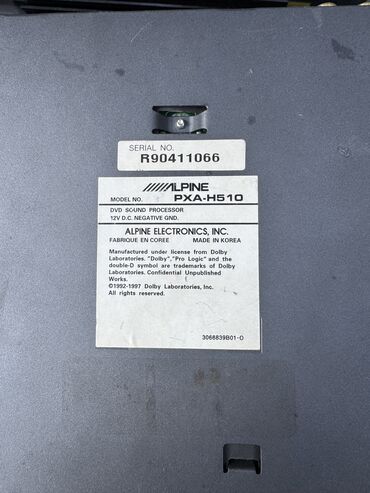 SERIAL NO.
R90411066
ALPINE
MODEL NO. PXA-H510
DVD SOUND PROCESSOR
12V D.C. NEGATIVE GND.
ALPINE ELECTRONICS, INC.
FABRIQUE EN COREE MADE IN KOREA
Manufactured under license from Dolby
Laboratories. "Dolby","Pro Logic" and the
double-D symbol are trademarks of Dolby
Laboratories. Confidential Unpublished
Works.
©1992-1997 Dolby Laboratories, Inc.
All rights reserved.
3068839B01-O